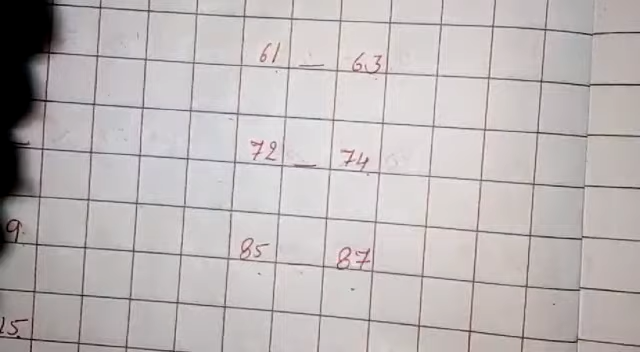 61 _ 63
72 _ 74
9.
85 _ 87
15.